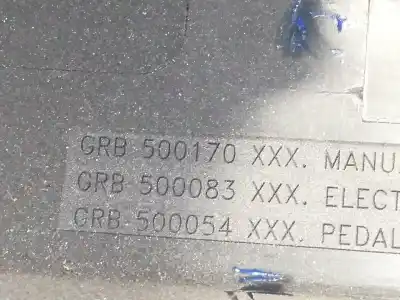 GRB 500170 XXX. MANU
GRB 500083 XXX. ELECT
GRB 500054 XXX. PEDAL